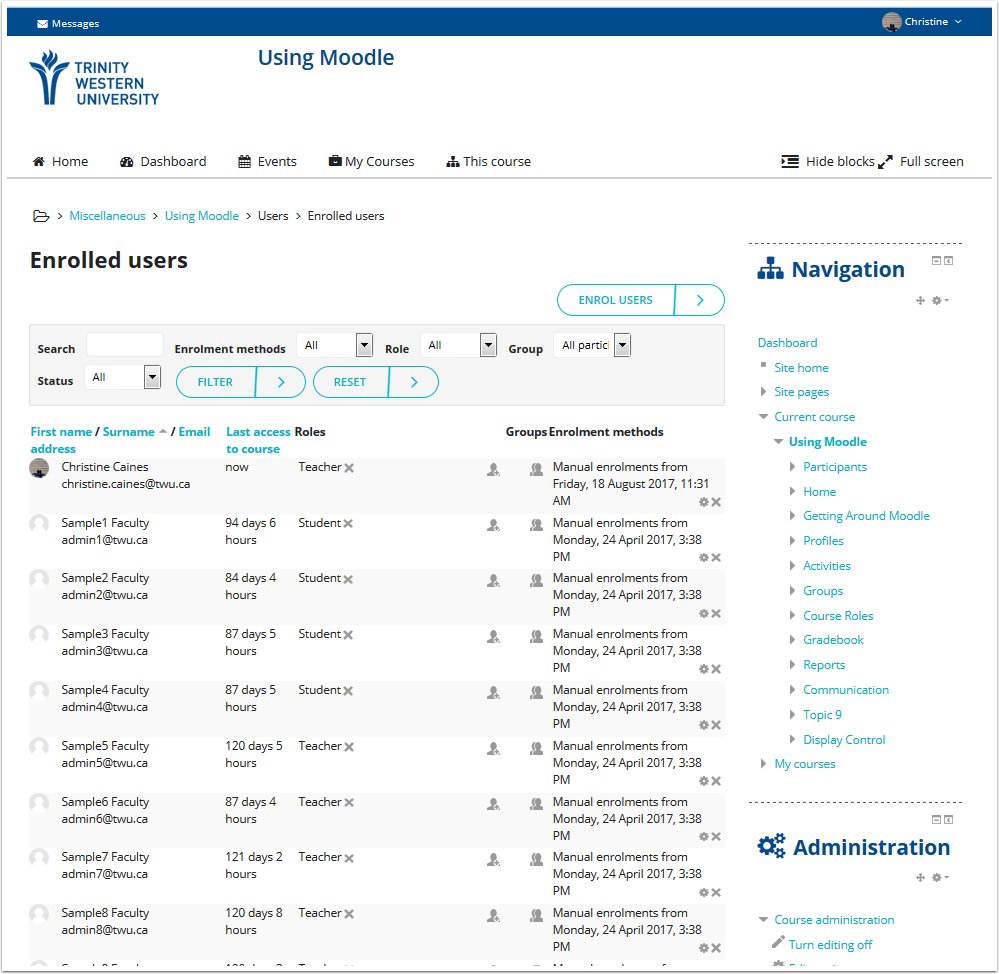 Messages
Christine
TRINITY
WESTERN
UNIVERSITY
Using Moodle
Home
Dashboard
Events
My Courses
This course
Hide blocks
Full screen
> Miscellaneous > Using Moodle > Users > Enrolled users
Enrolled users
ENROL USERS
Search
Enrolment methods All
Role All
Group All partici
Status All
FILTER
RESET
First name / Surname / Email
address
Last access
to course
Roles
Groups
Enrolment methods
Christine Caines
christine.caines@twu.ca
now
Teacher
Manual enrolments from
Friday, 18 August 2017, 11:31
AM
Sample1 Faculty
admin1@twu.ca
94 days 6
hours
Student
Manual enrolments from
Monday, 24 April 2017, 3:38
PM
Sample2 Faculty
admin2@twu.ca
84 days 4
hours
Student
Manual enrolments from
Monday, 24 April 2017, 3:38
PM
Sample3 Faculty
admin3@twu.ca
87 days 5
hours
Student
Manual enrolments from
Monday, 24 April 2017, 3:38
PM
Sample4 Faculty
admin4@twu.ca
87 days 5
hours
Student
Manual enrolments from
Monday, 24 April 2017, 3:38
PM
Sample5 Faculty
admin5@twu.ca
120 days 5
hours
Teacher
Manual enrolments from
Monday, 24 April 2017, 3:38
PM
Sample6 Faculty
admin6@twu.ca
87 days 4
hours
Teacher
Manual enrolments from
Monday, 24 April 2017, 3:38
PM
Sample7 Faculty
admin7@twu.ca
121 days 2
hours
Teacher
Manual enrolments from
Monday, 24 April 2017, 3:38
PM
Sample8 Faculty
admin8@twu.ca
120 days 8
hours
Teacher
Manual enrolments from
Monday, 24 April 2017, 3:38
PM
Navigation
Dashboard
Site home
Site pages
Current course
Using Moodle
Participants
Home
Getting Around Moodle
Profiles
Activities
Groups
Course Roles
Gradebook
Reports
Communication
Topic 9
Display Control
My courses
Administration
Course administration
Turn editing off